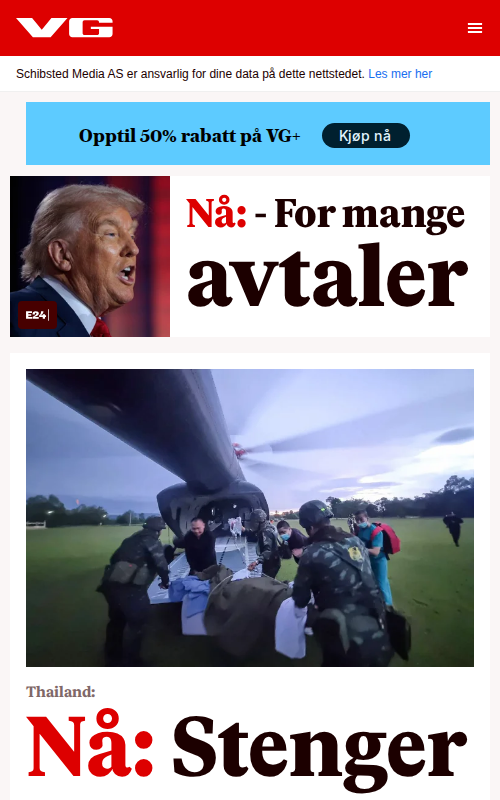 VG
Schibsted Media AS er ansvarlig for dine data på dette nettstedet. Les mer her
Opptil 50% rabatt på VG+ Kjøp nå
Nå: - For mange
avtaler
E24
Thailand:
Nå: Stenger